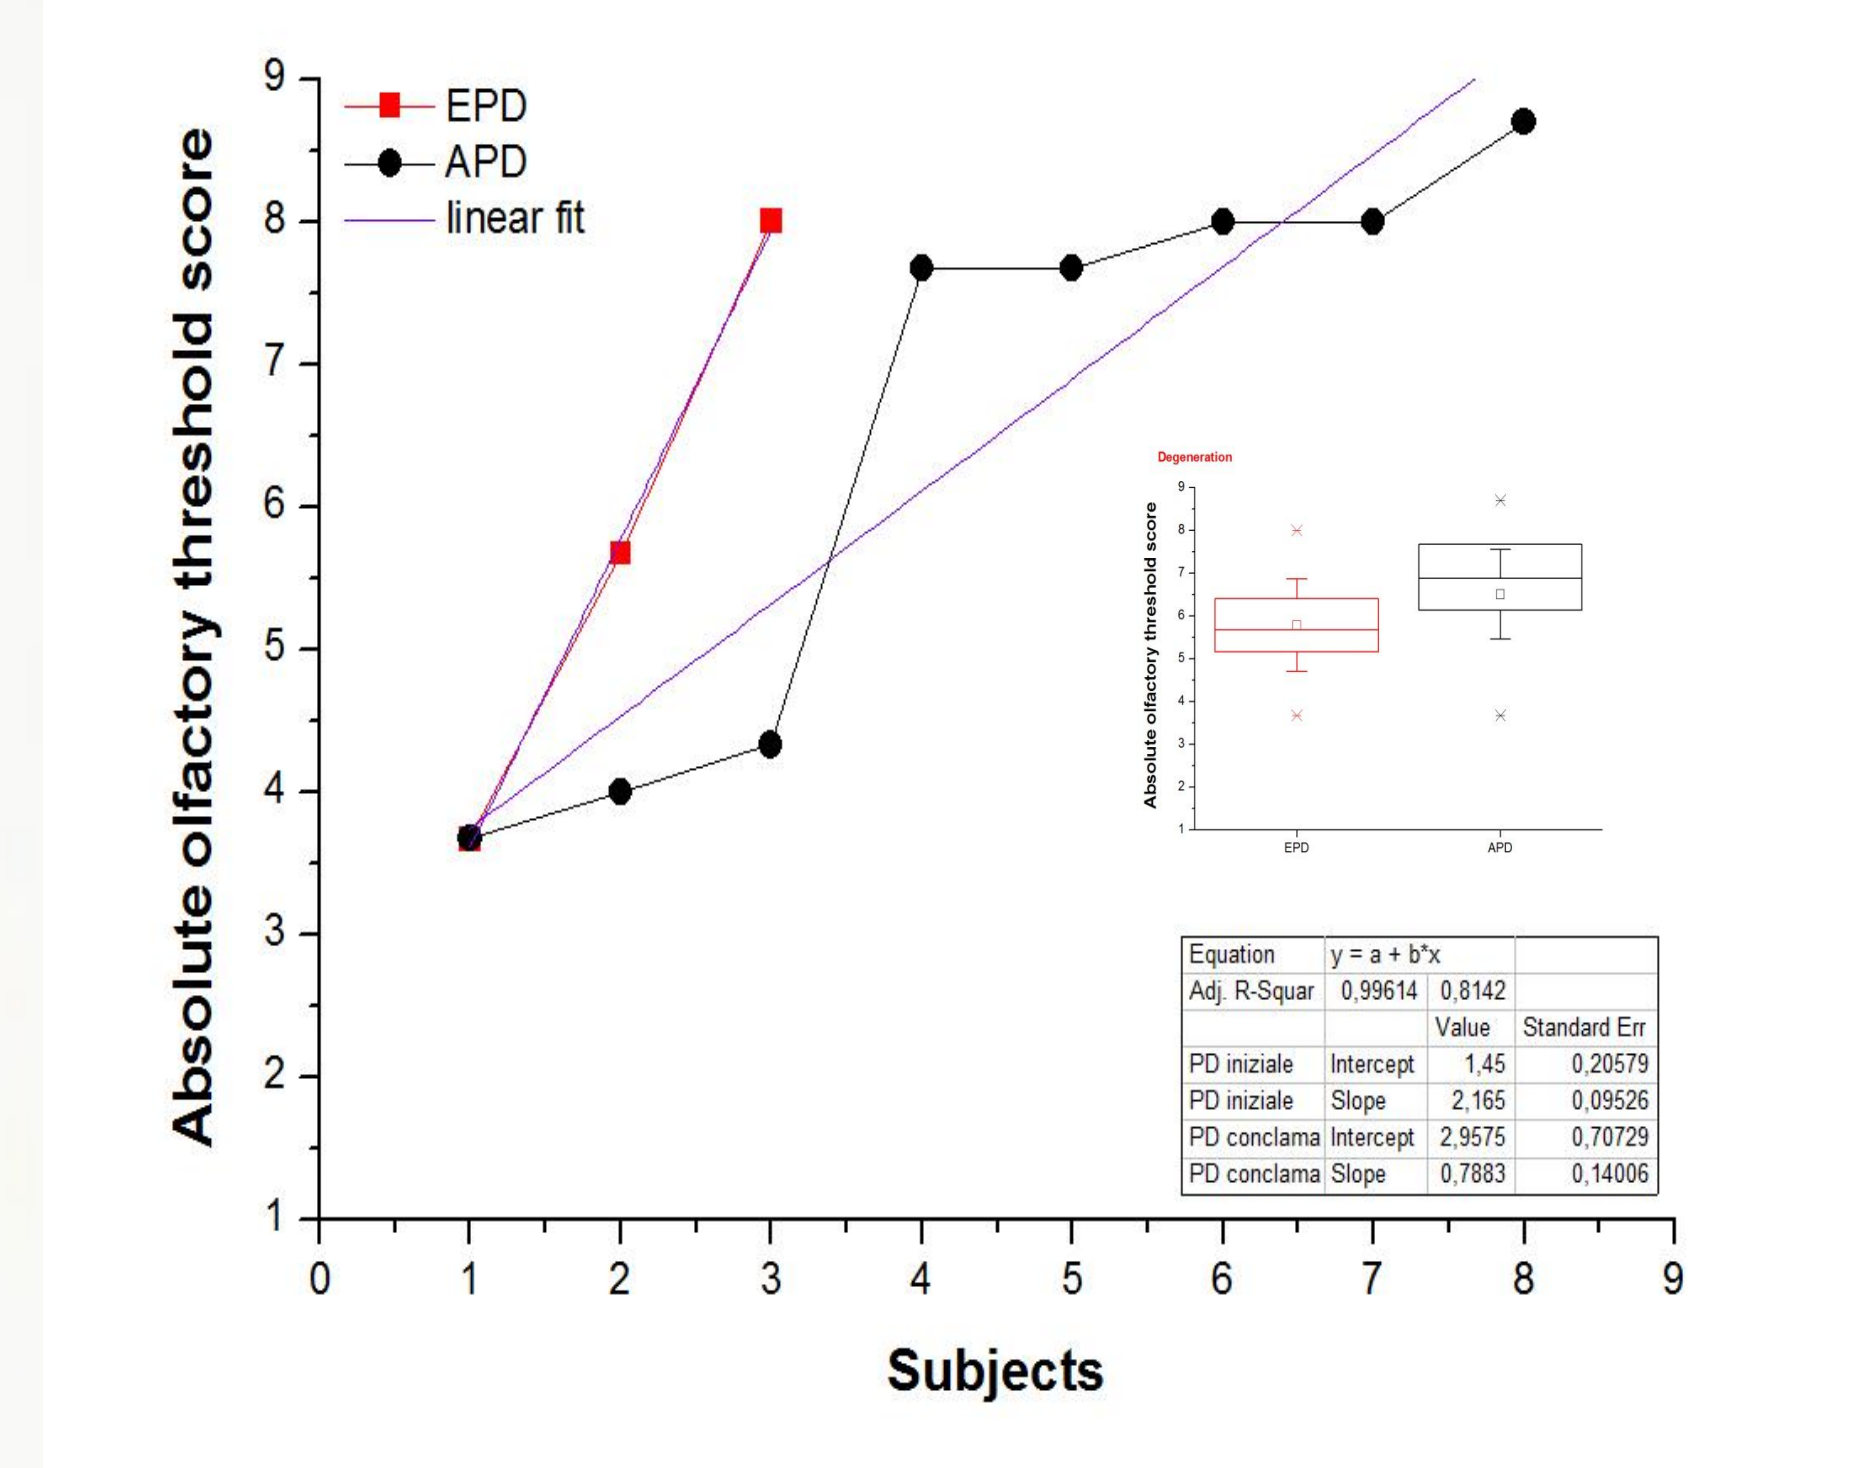 EPD
APD
linear fit
Absolute olfactory threshold score
9
8
7
6
5
4
3
2
1
0 1 2 3 4 5 6 7 8 9
Subjects
Degeneration
Absolute olfactory threshold score
9
8
7
6
5
4
3
2
1
EPD APD
Equation y = a + b*x
Adj. R-Squar 0,99614 0,8142
Value Standard Err
PD iniziale Intercept 1,45 0,20579
PD iniziale Slope 2,165 0,09526
PD conclama Intercept 2,9575 0,70729
PD conclama Slope 0,7883 0,14006